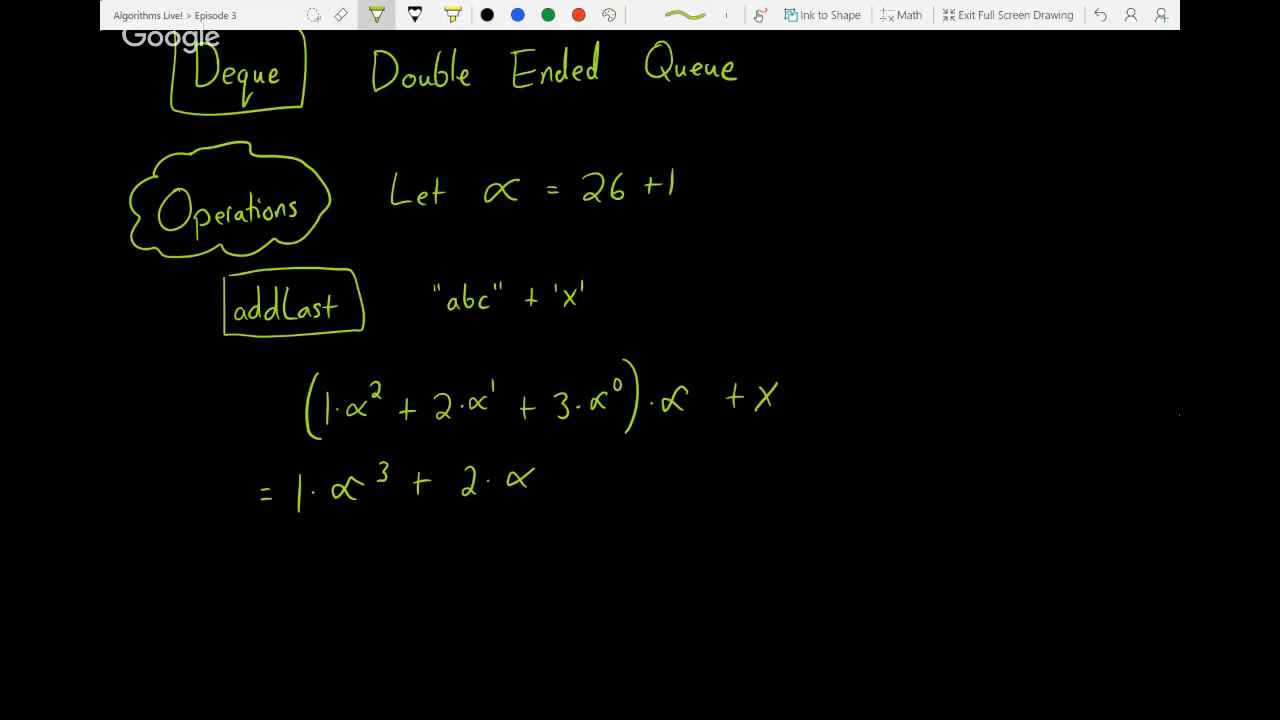 Algorithms Live! > Episode 3 Ink to Shape Math Exit Full Screen Drawing
Google
Deque Double Ended Queue
Operations Let α = 26 +1
addLast "abc" + 'x'
(1·α² + 2·α¹ + 3·α⁰)·α + x
= 1·α³ + 2·α